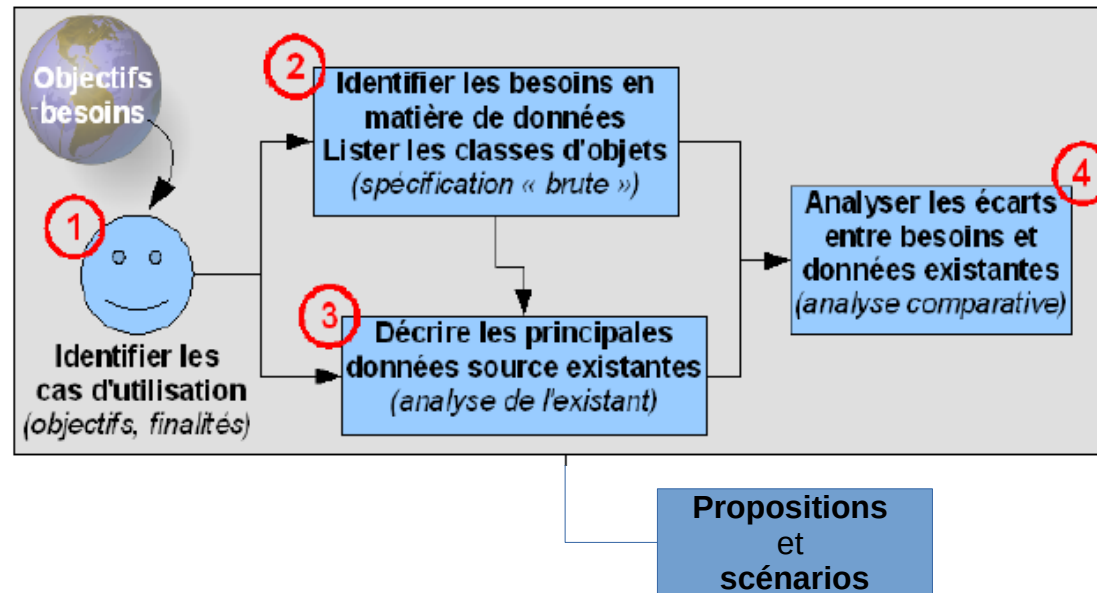 Objectifs
-besoins
1
Identifier les
cas d'utilisation
(objectifs, finalités)
2
Identifier les besoins en
matière de données
Lister les classes d'objets
(spécification « brute »)
3
Décrire les principales
données source existantes
(analyse de l'existant)
4
Analyser les écarts
entre besoins et
données existantes
(analyse comparative)
Propositions
et
scénarios